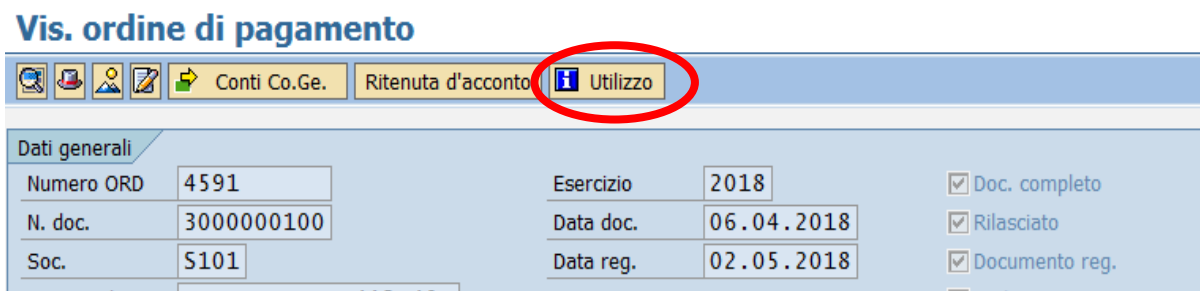 Vis. ordine di pagamento
Conti Co.Ge. Ritenuta d'acconto Utilizzo
Dati generali
Numero ORD 4591 Esercizio 2018 Doc. completo
N. doc. 3000000100 Data doc. 06.04.2018 Rilasciato
Soc. S101 Data reg. 02.05.2018 Documento reg.